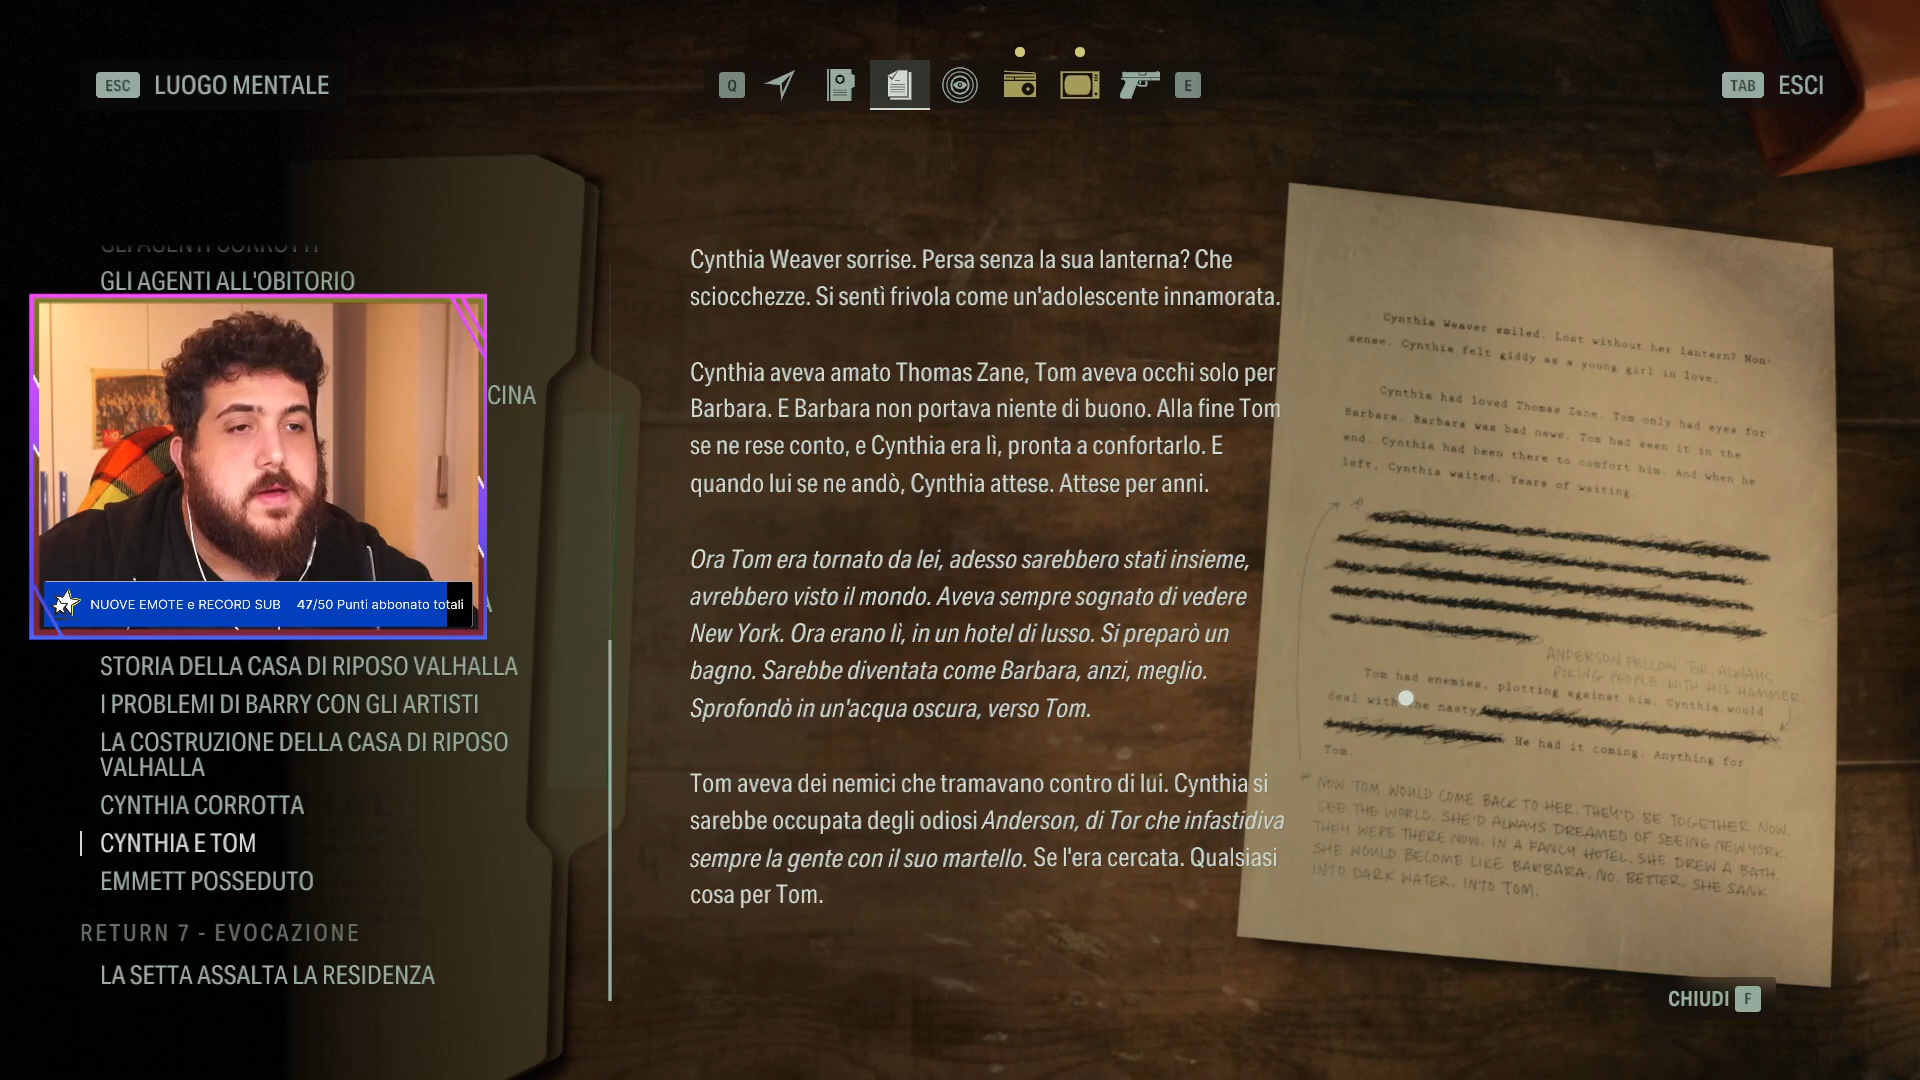 ESC LUOGO MENTALE
Q
E
TAB ESCI
GLI AGENTI CORROTTI
GLI AGENTI ALL'OBITORIO
CINA
NUOVE EMOTE e RECORD SUB 47/50 Punti abbonato totali
STORIA DELLA CASA DI RIPOSO VALHALLA
I PROBLEMI DI BARRY CON GLI ARTISTI
LA COSTRUZIONE DELLA CASA DI RIPOSO
VALHALLA
CYNTHIA CORROTTA
CYNTHIA E TOM
EMMETT POSSEDUTO
RETURN 7 - EVOCAZIONE
LA SETTA ASSALTA LA RESIDENZA
Cynthia Weaver sorrise. Persa senza la sua lanterna? Che
sciocchezze. Si sentì frivola come un'adolescente innamorata.
Cynthia aveva amato Thomas Zane, Tom aveva occhi solo per
Barbara. E Barbara non portava niente di buono. Alla fine Tom
se ne rese conto, e Cynthia era lì, pronta a confortarlo. E
quando lui se ne andò, Cynthia attese. Attese per anni.
Ora Tom era tornato da lei, adesso sarebbero stati insieme,
avrebbero visto il mondo. Aveva sempre sognato di vedere
New York. Ora erano lì, in un hotel di lusso. Si preparò un
bagno. Sarebbe diventata come Barbara, anzi, meglio.
Sprofondò in un'acqua oscura, verso Tom.
Tom aveva dei nemici che tramavano contro di lui. Cynthia si
sarebbe occupata degli odiosi Anderson, di Tor che infastidiva
sempre la gente con il suo martello. Se l'era cercata. Qualsiasi
cosa per Tom.
Cynthia Weaver smiled. Lost without her lantern? Non-
sense. Cynthia felt giddy as a young girl in love.
Cynthia had loved Thomas Zane. Tom only had eyes for
Barbara. Barbara was bad news. Tom had seen it in the
end. Cynthia had been there to comfort him. And when he
left, Cynthia waited. Years of waiting.
ANDERSON FELLOW. TOR, ALWAYS
POKING PEOPLE WITH HIS HAMMER.
Tom had enemies, plotting against him. Cynthia would
deal with the nasty
He had it coming. Anything for
Tom.
NOW TOM WOULD COME BACK TO HER. THEY'D BE TOGETHER NOW.
SEE THE WORLD. SHE'D ALWAYS DREAMED OF SEEING NEW YORK.
THEY WERE THERE NOW. IN A FANCY HOTEL. SHE DREW A BATH.
SHE WOULD BECOME LIKE BARBARA. NO. BETTER. SHE SANK
INTO DARK WATER. INTO TOM.
CHIUDI F